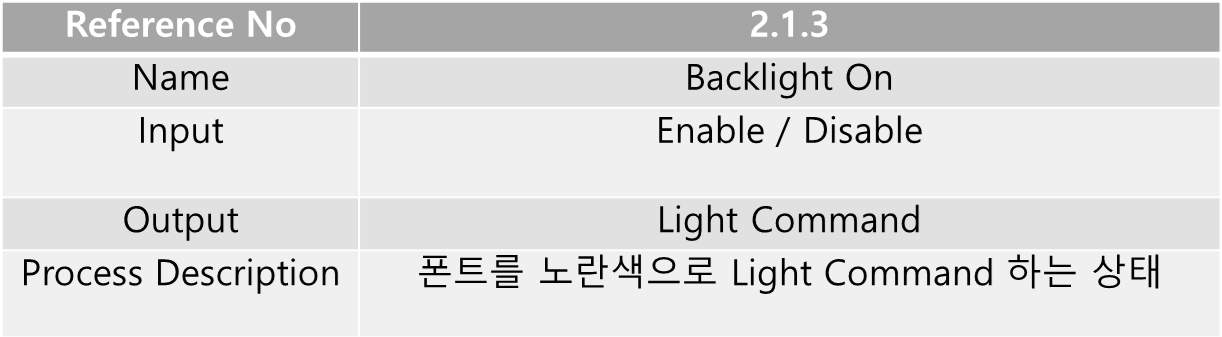 Reference No 2.1.3
Name Backlight On
Input Enable / Disable
Output Light Command
Process Description 폰트를 노란색으로 Light Command 하는 상태